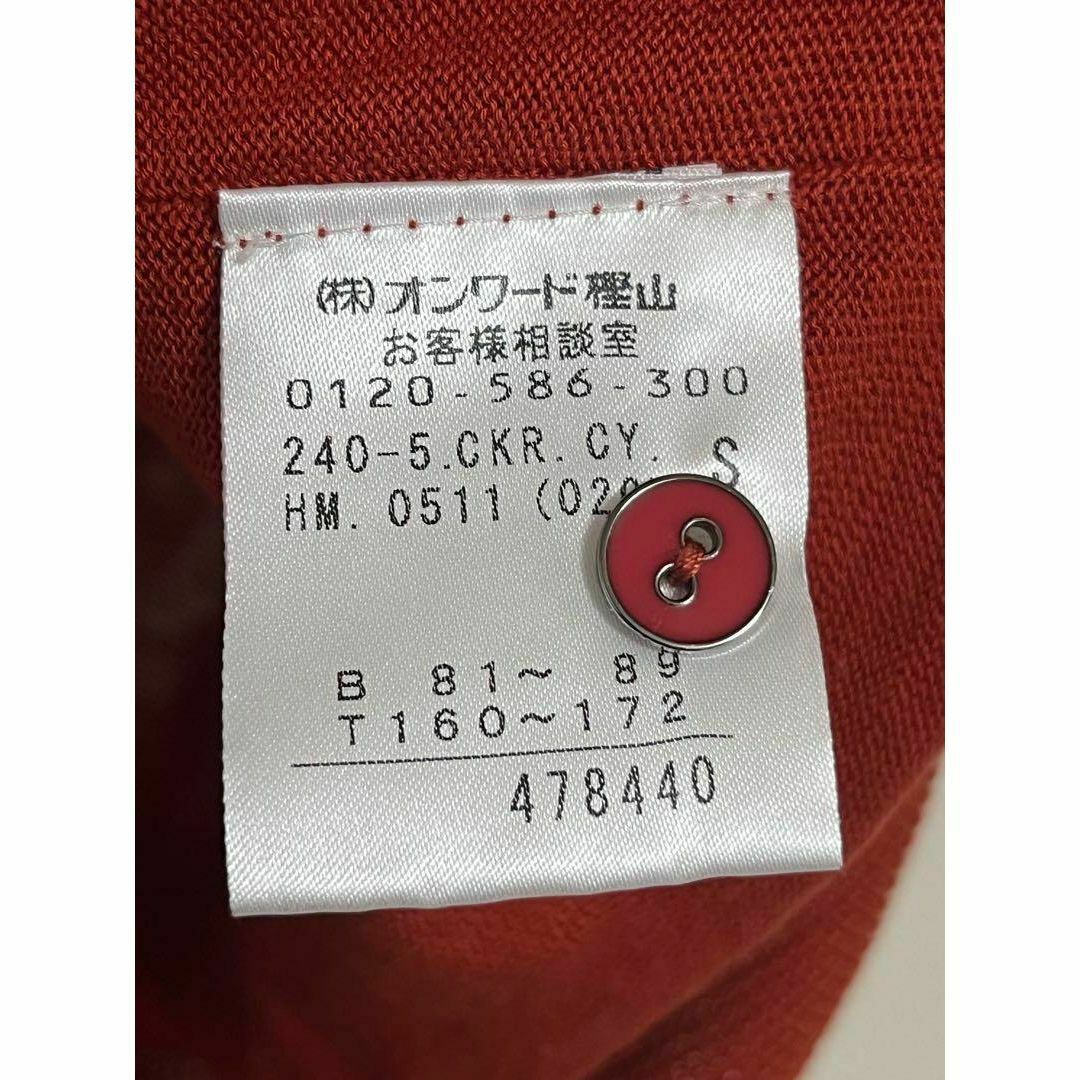 (株)オンワード樫山
お客様相談室
0120-586-300
240-5.CKR.CY. S
HM. 0511 (02
B 81～ 89
T160～172
478440